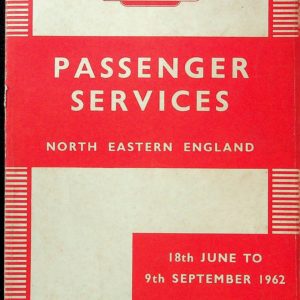 PASSENGER
SERVICES
NORTH EASTERN ENGLAND
18th JUNE TO
9th SEPTEMBER 1962